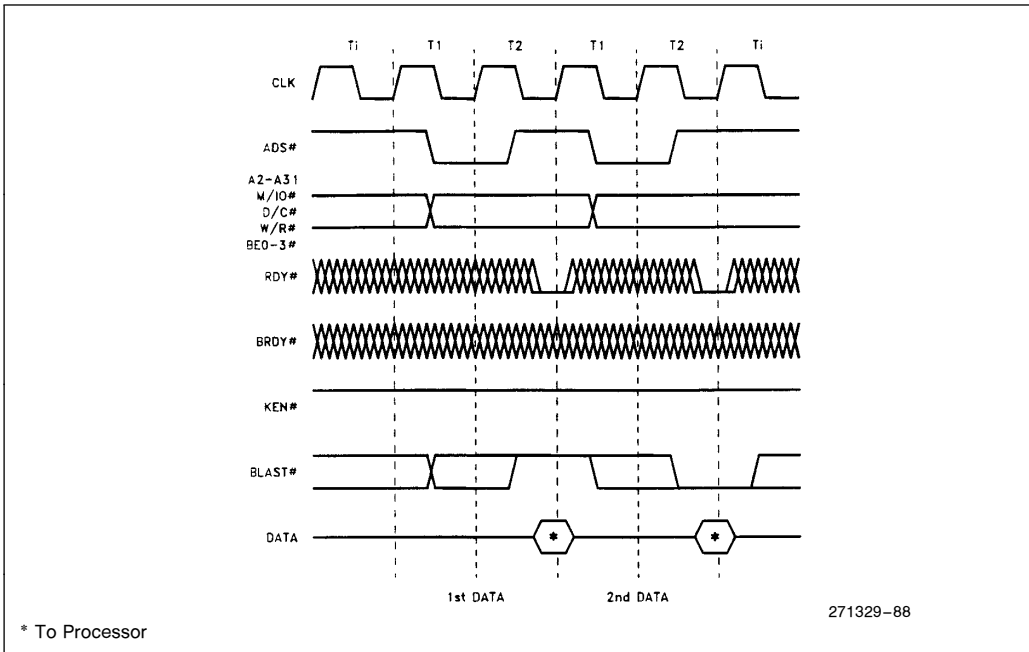 Ti T1 T2 T1 T2 Ti
CLK
ADS#
A2-A31
M/IO#
D/C#
W/R#
BE0-3#
RDY#
BRDY#
KEN#
BLAST#
DATA * *
1st DATA 2nd DATA
271329-88
* To Processor